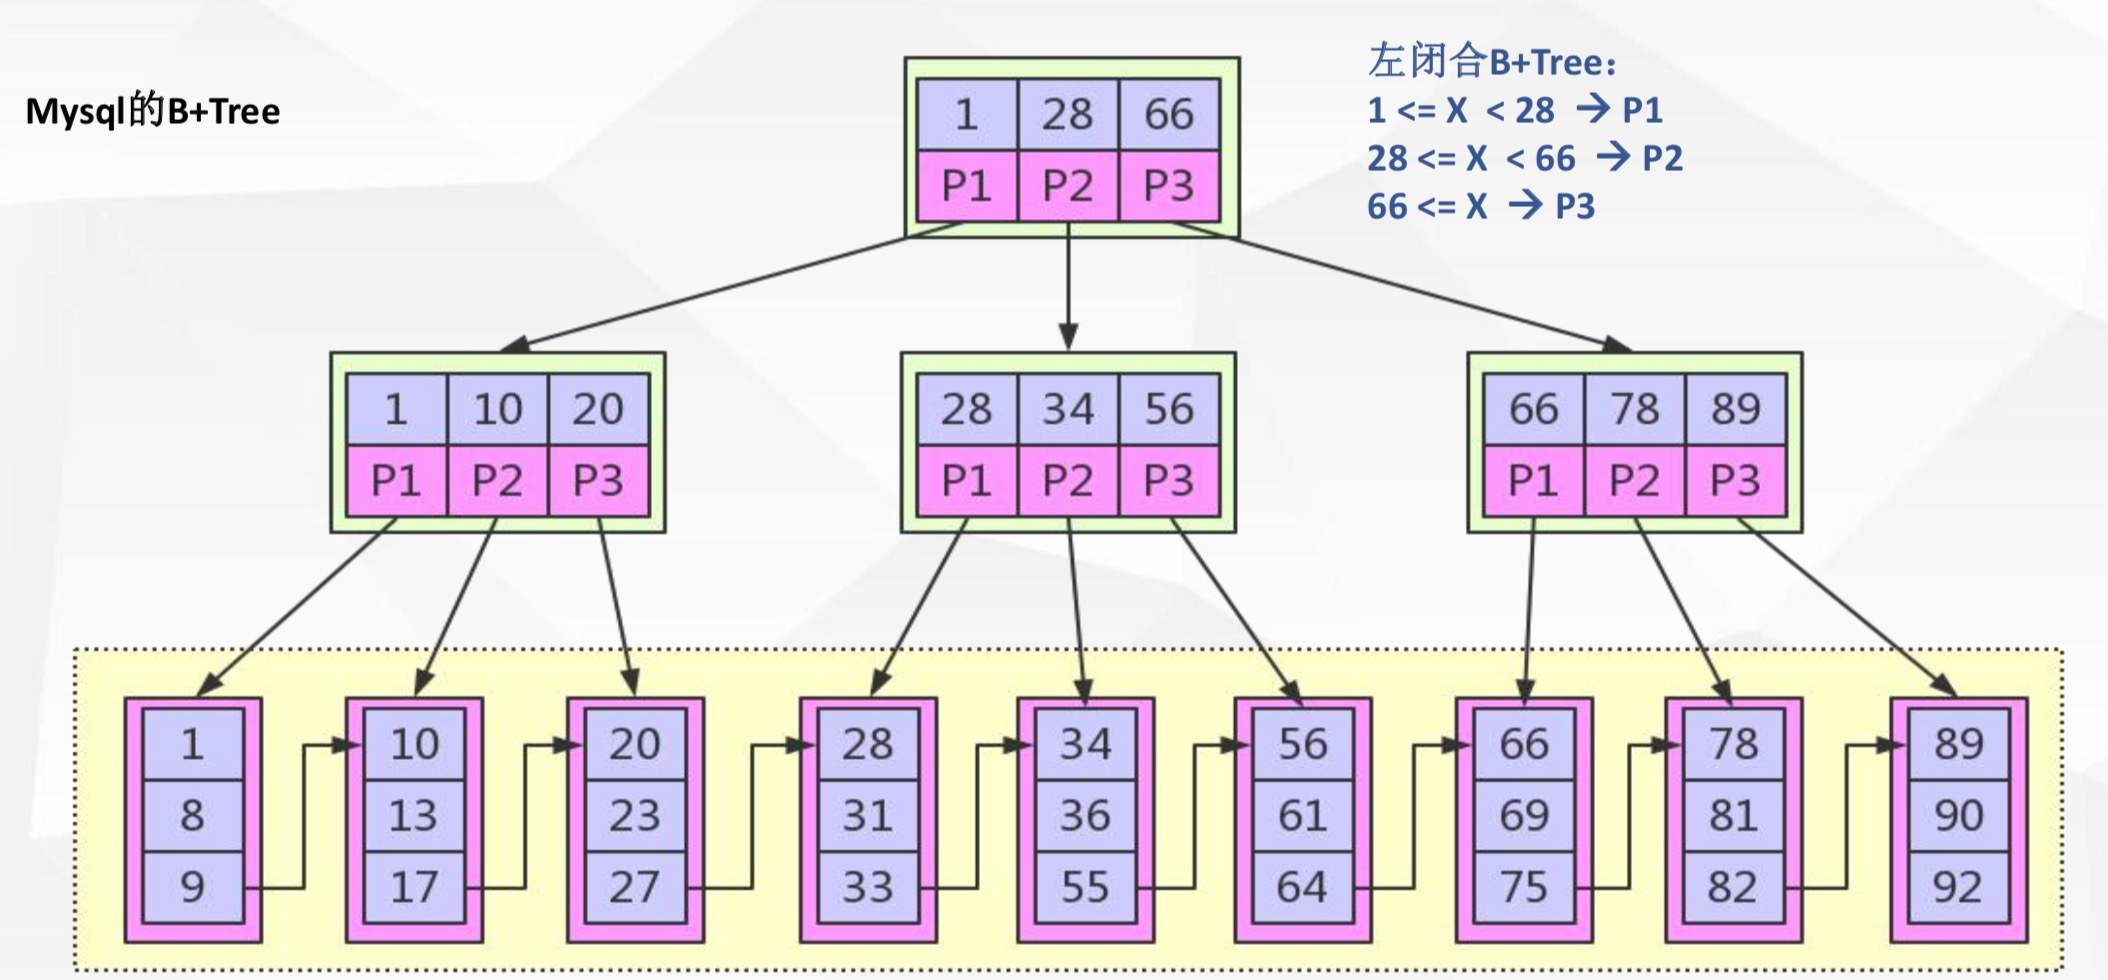 Mysql的B+Tree
左闭合B+Tree：
1 <= X < 28 → P1
28 <= X < 66 → P2
66 <= X → P3
1 28 66
P1 P2 P3
1 10 20
P1 P2 P3
28 34 56
P1 P2 P3
66 78 89
P1 P2 P3
1 10 20 28 34 56 66 78 89
8 13 23 31 36 61 69 81 90
9 17 27 33 55 64 75 82 92